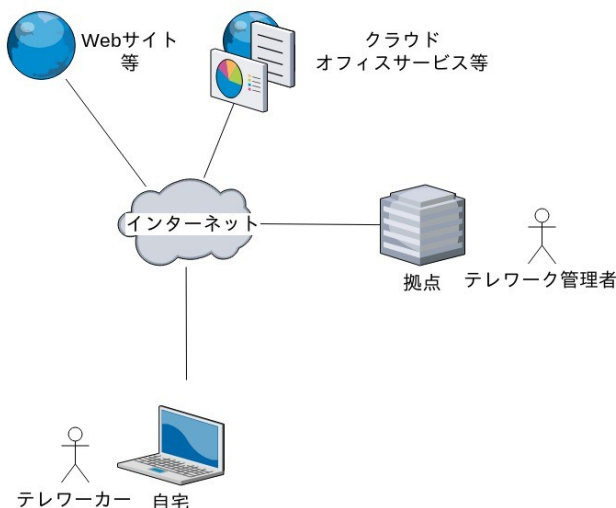 Webサイト
等
クラウド
オフィスサービス等
インターネット
拠点
テレワーク管理者
テレワーカー
自宅